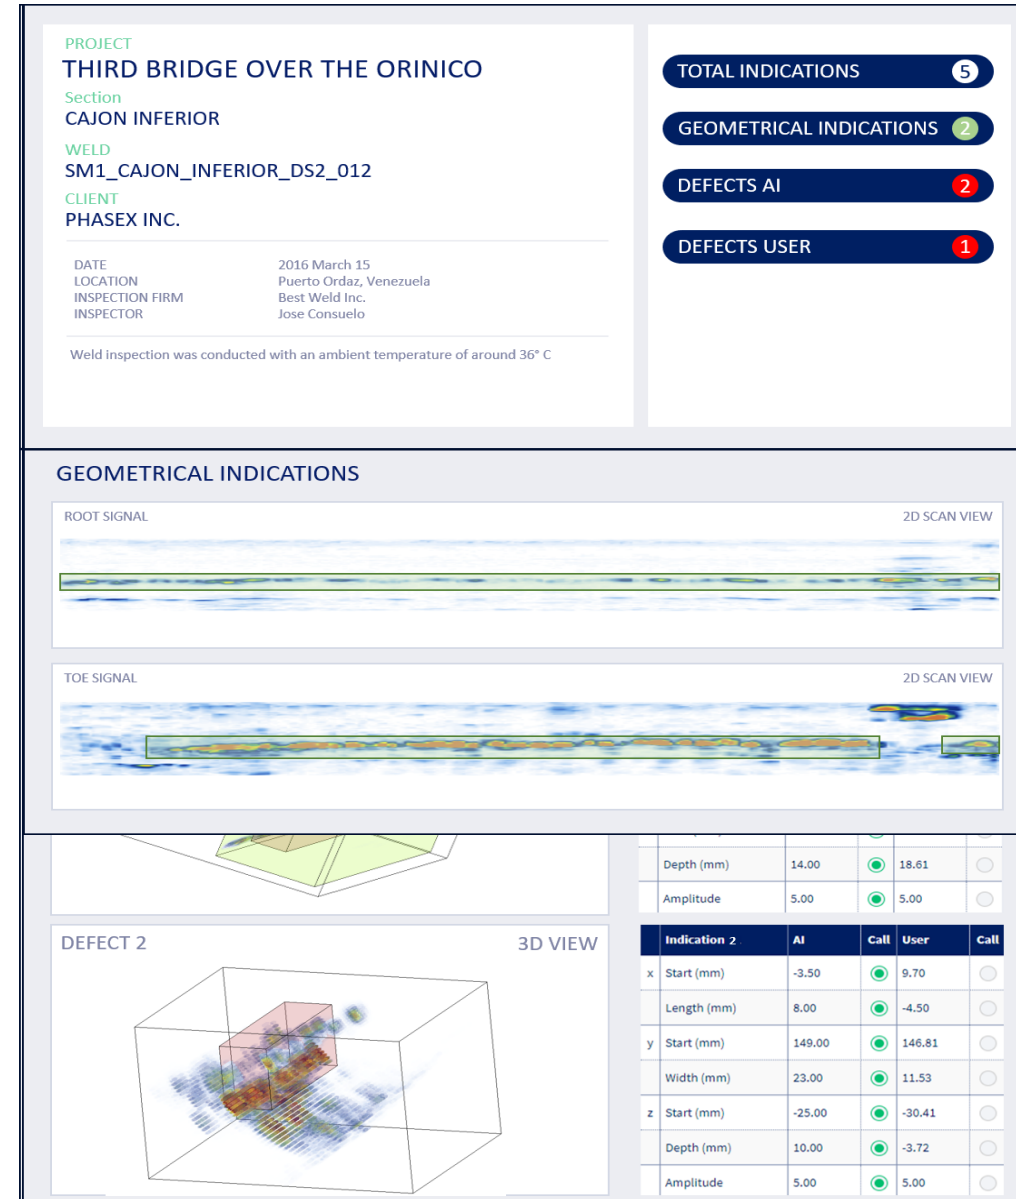 PROJECT
THIRD BRIDGE OVER THE ORINICO
Section
CAJON INFERIOR
WELD
SM1_CAJON_INFERIOR_DS2_012
CLIENT
PHASEX INC.
DATE 2016 March 15
LOCATION Puerto Ordaz, Venezuela
INSPECTION FIRM Best Weld Inc.
INSPECTOR Jose Consuelo
Weld inspection was conducted with an ambient temperature of around 36° C
TOTAL INDICATIONS 5
GEOMETRICAL INDICATIONS 2
DEFECTS AI 2
DEFECTS USER 1
GEOMETRICAL INDICATIONS
ROOT SIGNAL 2D SCAN VIEW
TOE SIGNAL 2D SCAN VIEW
Depth (mm) 14.00 18.61
Amplitude 5.00 5.00
DEFECT 2 3D VIEW
Indication 2 AI Call User Call
x Start (mm) -3.50 9.70
Length (mm) 8.00 -4.50
y Start (mm) 149.00 146.81
Width (mm) 23.00 11.53
z Start (mm) -25.00 -30.41
Depth (mm) 10.00 -3.72
Amplitude 5.00 5.00